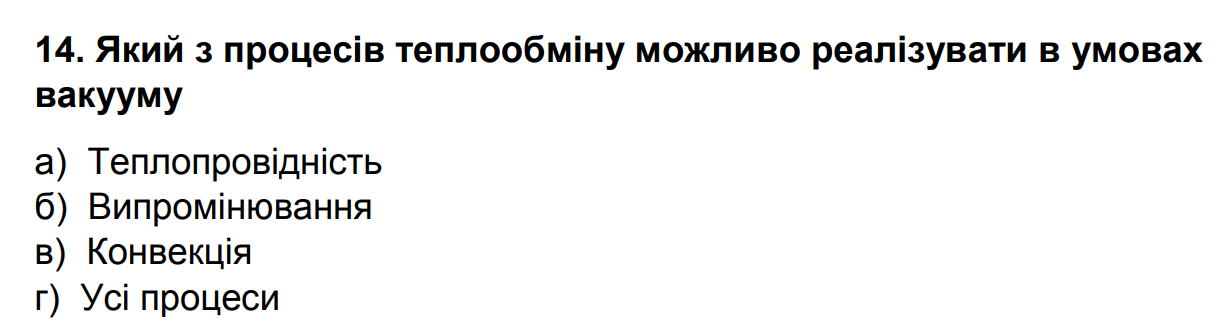 14. Який з процесів теплообміну можливо реалізувати в умовах
вакууму
а) Теплопровідність
б) Випромінювання
в) Конвекція
г) Усі процеси